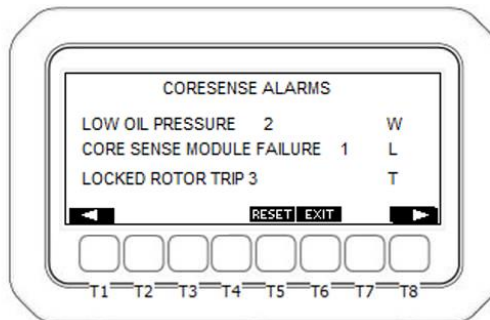 CORESENSE ALARMS
LOW OIL PRESSURE 2 W
CORE SENSE MODULE FAILURE 1 L
LOCKED ROTOR TRIP 3 T
RESET EXIT
T1 T2 T3 T4 T5 T6 T7 T8